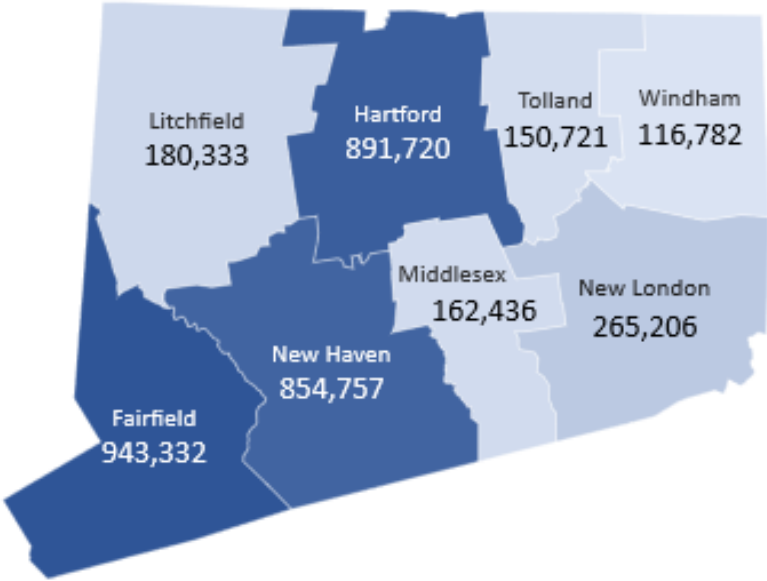 Litchfield
180,333
Hartford
891,720
Tolland
150,721
Windham
116,782
Middlesex
162,436
New London
265,206
New Haven
854,757
Fairfield
943,332